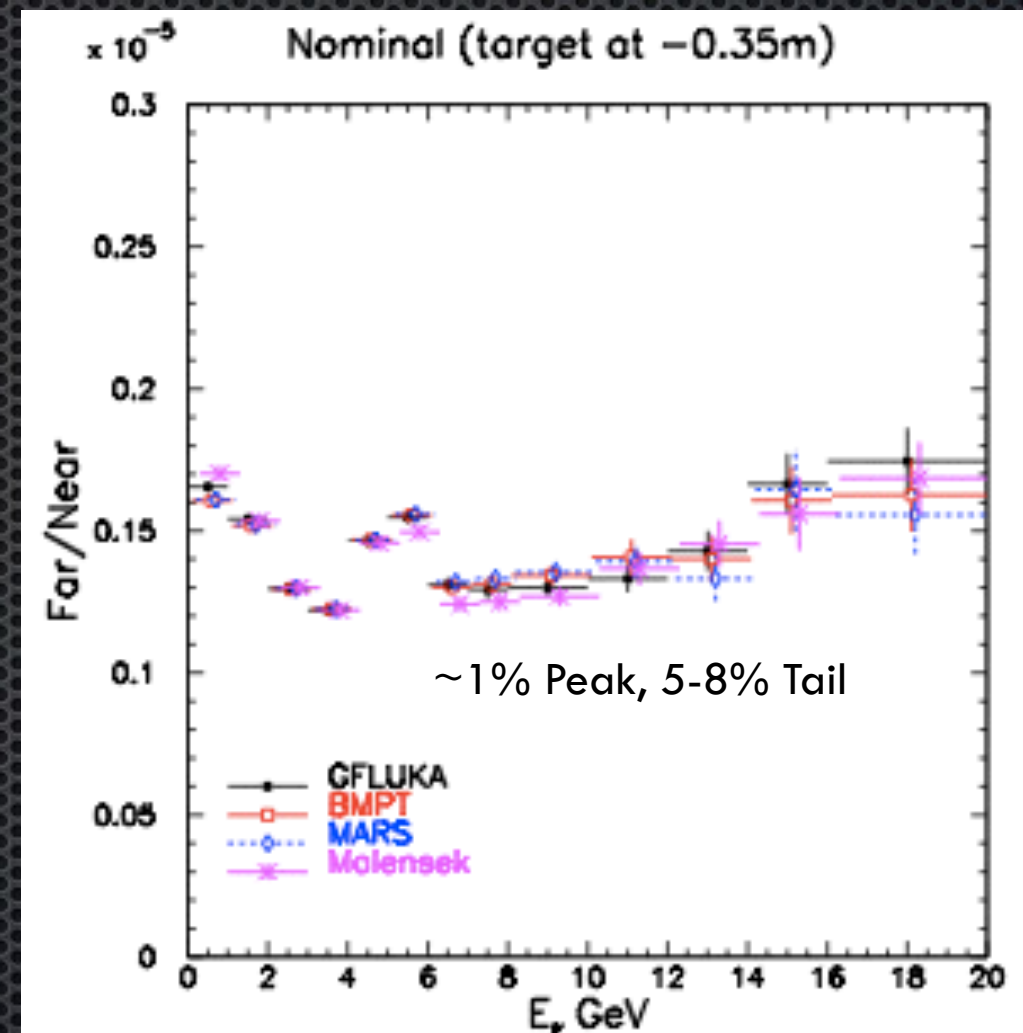 x 10⁻⁵
Nominal (target at −0.35m)
0.3
0.25
0.2
0.15
0.1
0.05
0
Far/Near
~1% Peak, 5-8% Tail
GFLUKA
BMPT
MARS
Malensek
0 2 4 6 8 10 12 14 16 18 20
E, GeV